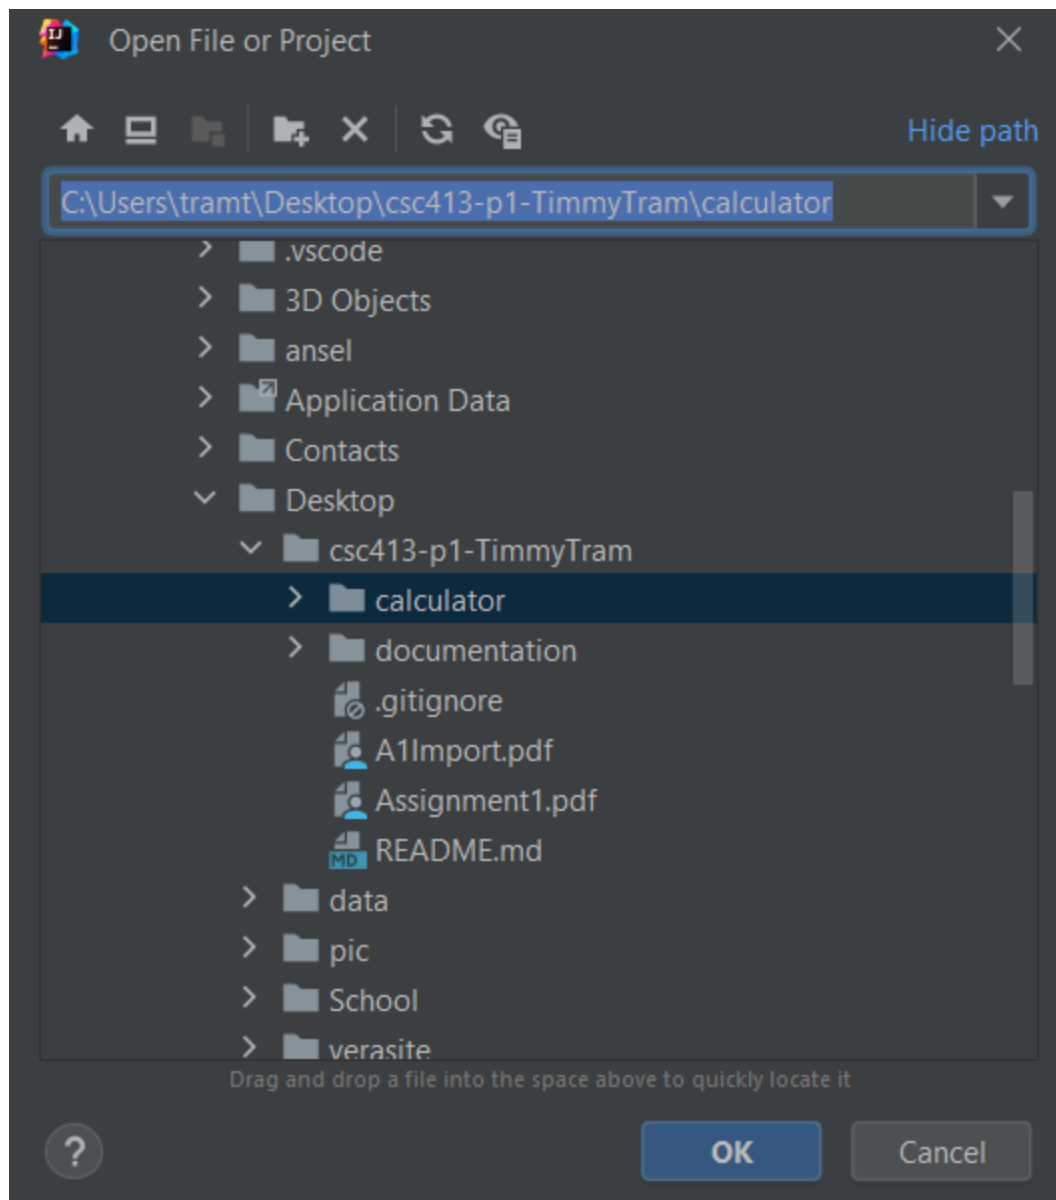 IJ
Open File or Project
Hide path
C:\Users\tramt\Desktop\csc413-p1-TimmyTram\calculator
.vscode
3D Objects
ansel
Application Data
Contacts
Desktop
csc413-p1-TimmyTram
calculator
documentation
.gitignore
A1Import.pdf
Assignment1.pdf
MD README.md
data
pic
School
verasite
Drag and drop a file into the space above to quickly locate it
? OK Cancel